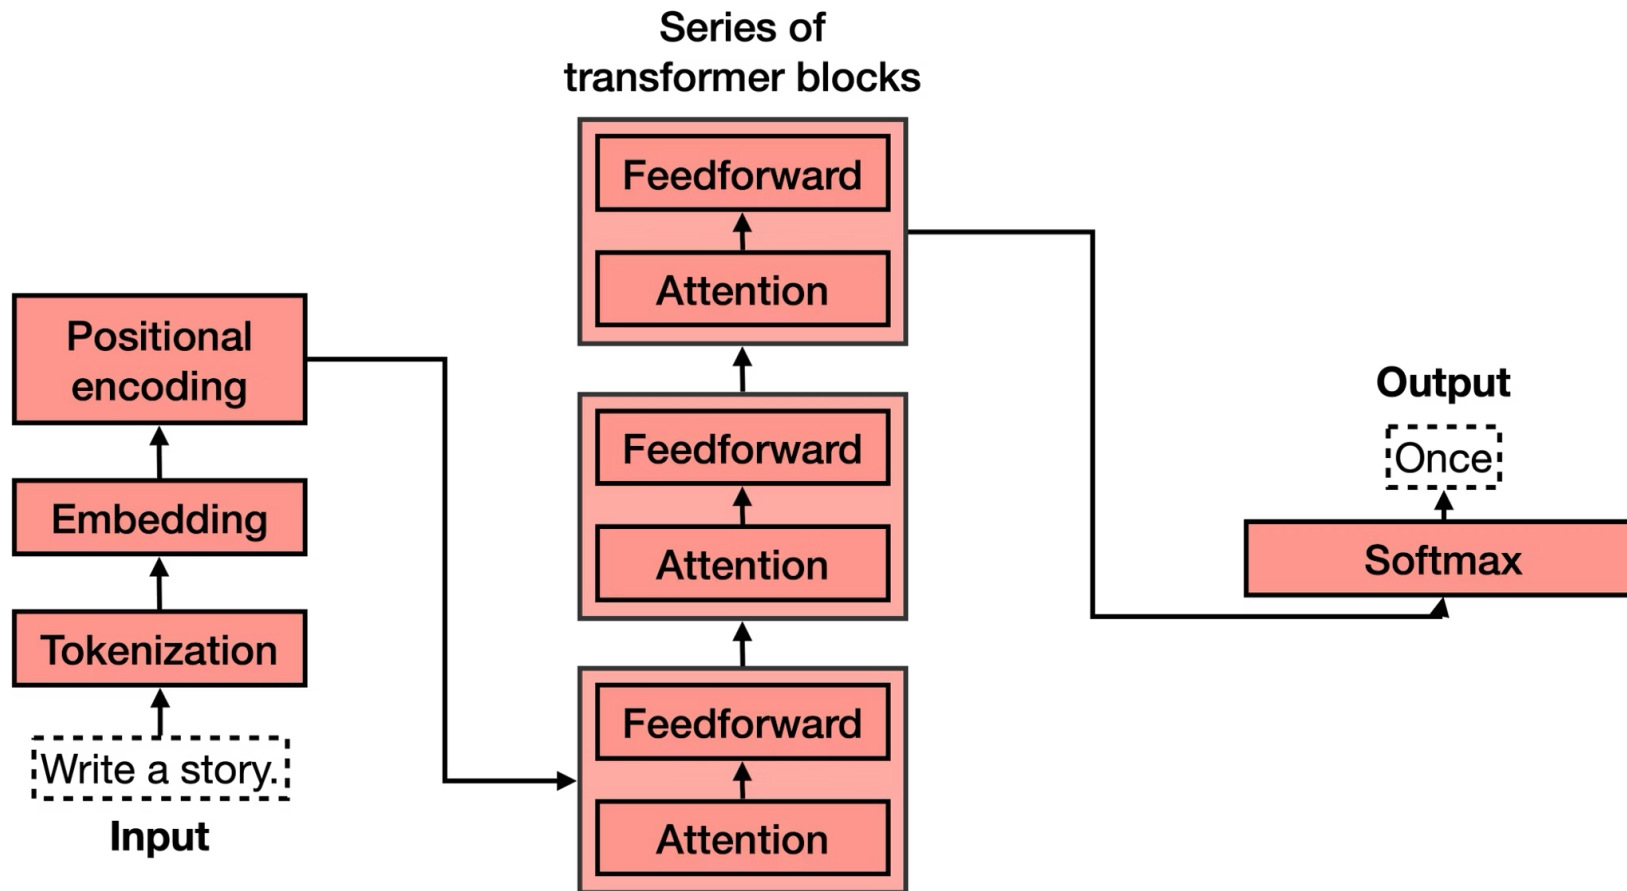 Series of
transformer blocks
Feedforward
Attention
Positional
encoding
Feedforward
Attention
Embedding
Tokenization
Feedforward
Attention
Write a story.
Input
Output
Once
Softmax